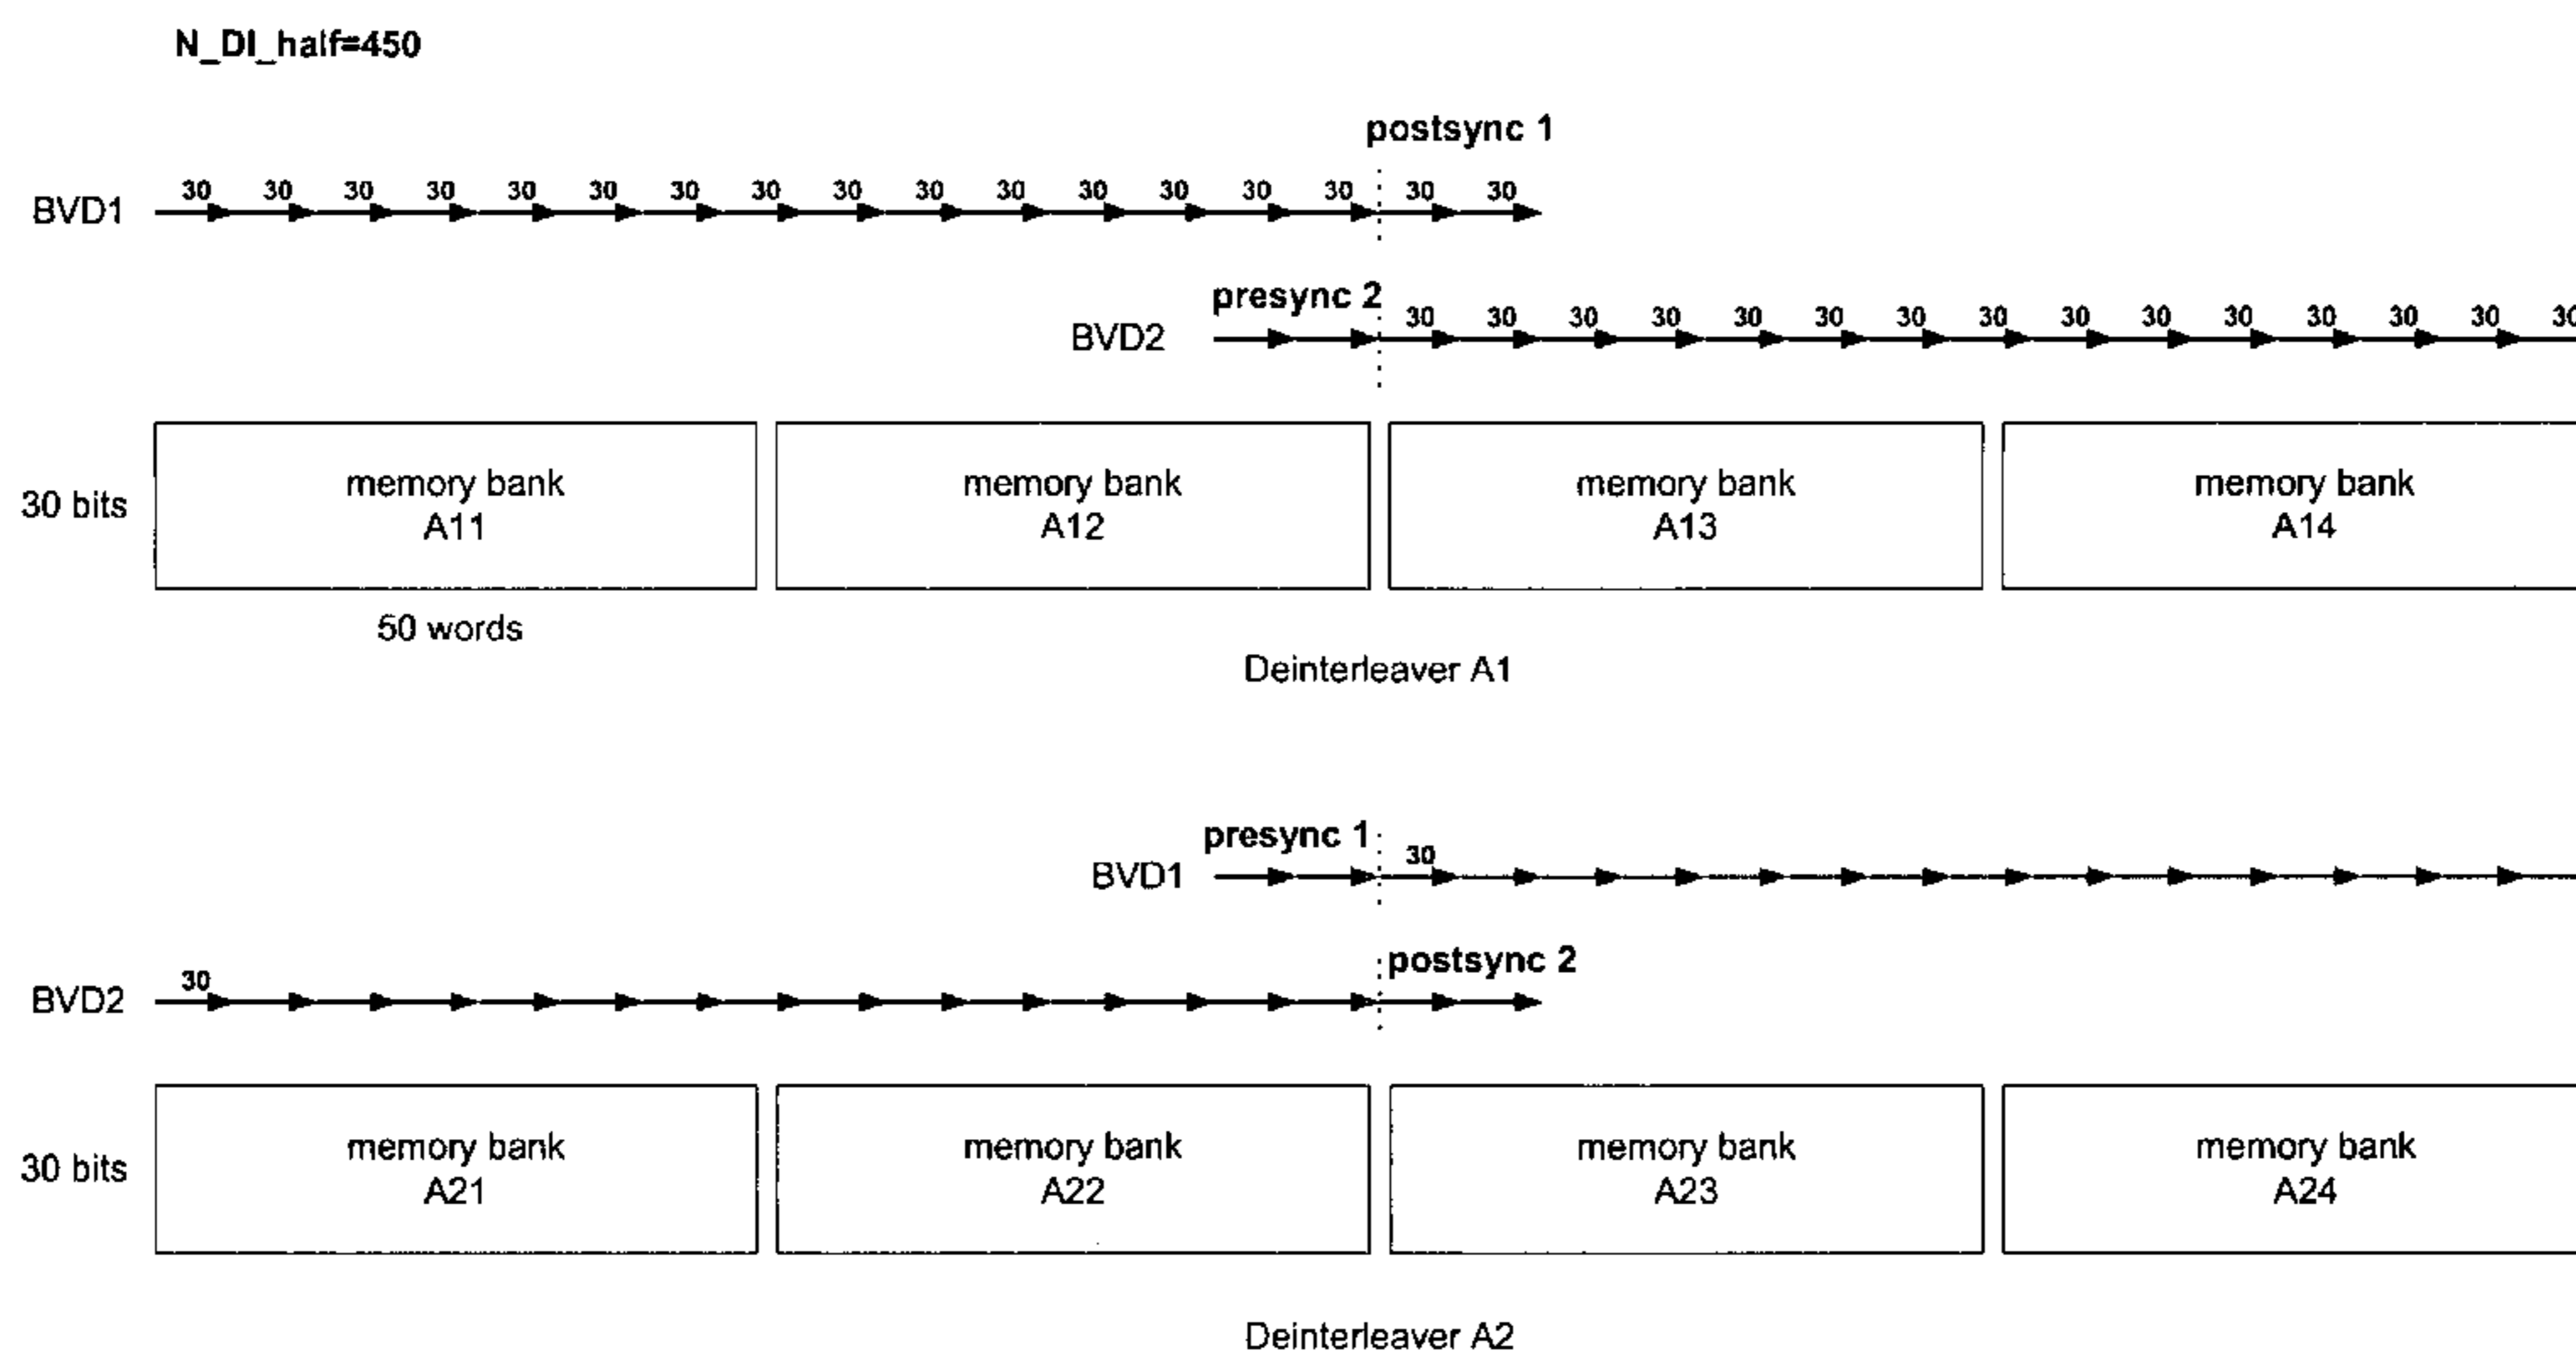 N_DI_half=450
postsync 1
30 30 30 30 30 30 30 30 30 30 30 30 30 30 30 30 30
BVD1
presync 2
30 30 30 30 30 30 30 30 30 30 30 30 30 30 30
BVD2
30 bits
memory bank
A11
memory bank
A12
memory bank
A13
memory bank
A14
50 words
Deinterleaver A1
presync 1
30
BVD1
postsync 2
30
BVD2
30 bits
memory bank
A21
memory bank
A22
memory bank
A23
memory bank
A24
Deinterleaver A2